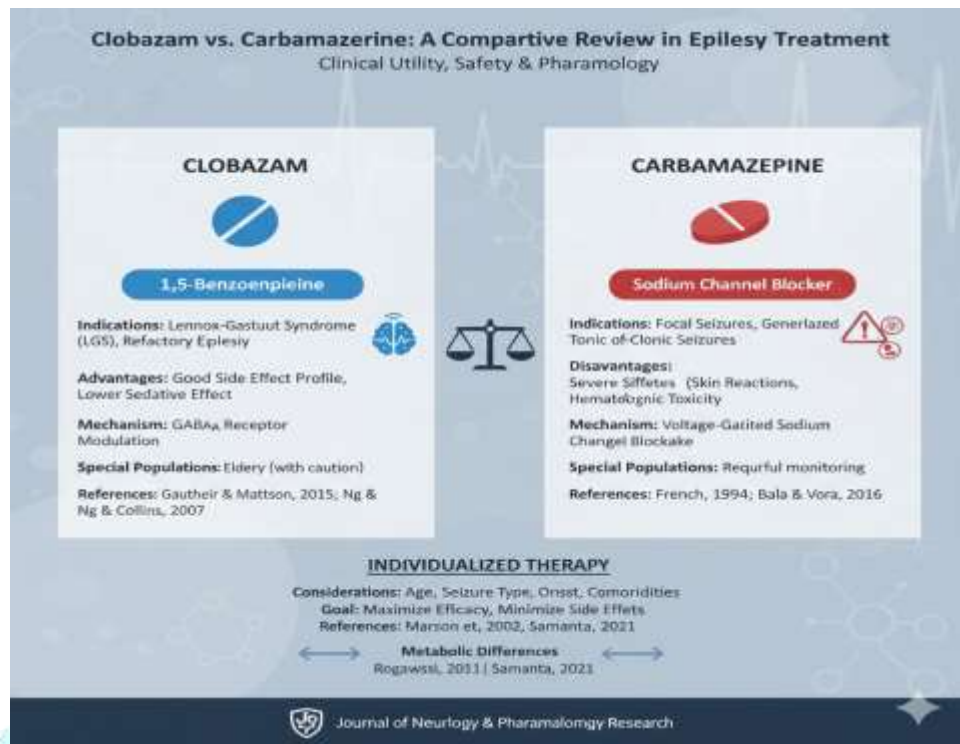 Clobazam vs. Carbamazerine: A Compartive Review in Epilesy Treatment
Clinical Utility, Safety & Pharamology
CLOBAZAM
1,5-Benzoenpieine
Indications: Lennox-Gastuut Syndrome
(LGS), Refactory Eplesiy
Advantages: Good Side Effect Profile,
Lower Sedative Effect
Mechanism: GABAA Receptor
Modulation
Special Populations: Eldery (with caution)
References: Gautheir & Mattson, 2015; Ng &
Ng & Collins, 2007
CARBAMAZEPINE
Sodium Channel Blocker
Indications: Focal Seizures, Generlazed
Tonic of-Clonic Seizures
Disavantages:
Severe Siffetes (Skin Reactions,
Hematolognic Toxicity
Mechanism: Voltage-Gatited Sodium
Changel Blockake
Special Populations: Requrful monitoring
References: French, 1994; Bala & Vora, 2016
INDIVIDUALIZED THERAPY
Considerations: Age, Seizure Type, Onsst, Comoridities
Goal: Maximize Efficacy, Minimize Side Effets
References: Marson et, 2002, Samanta, 2021
Metabolic Differences
Rogawssi, 2011| Samanta, 2021
Journal of Neurlogy & Pharamalomgy Research